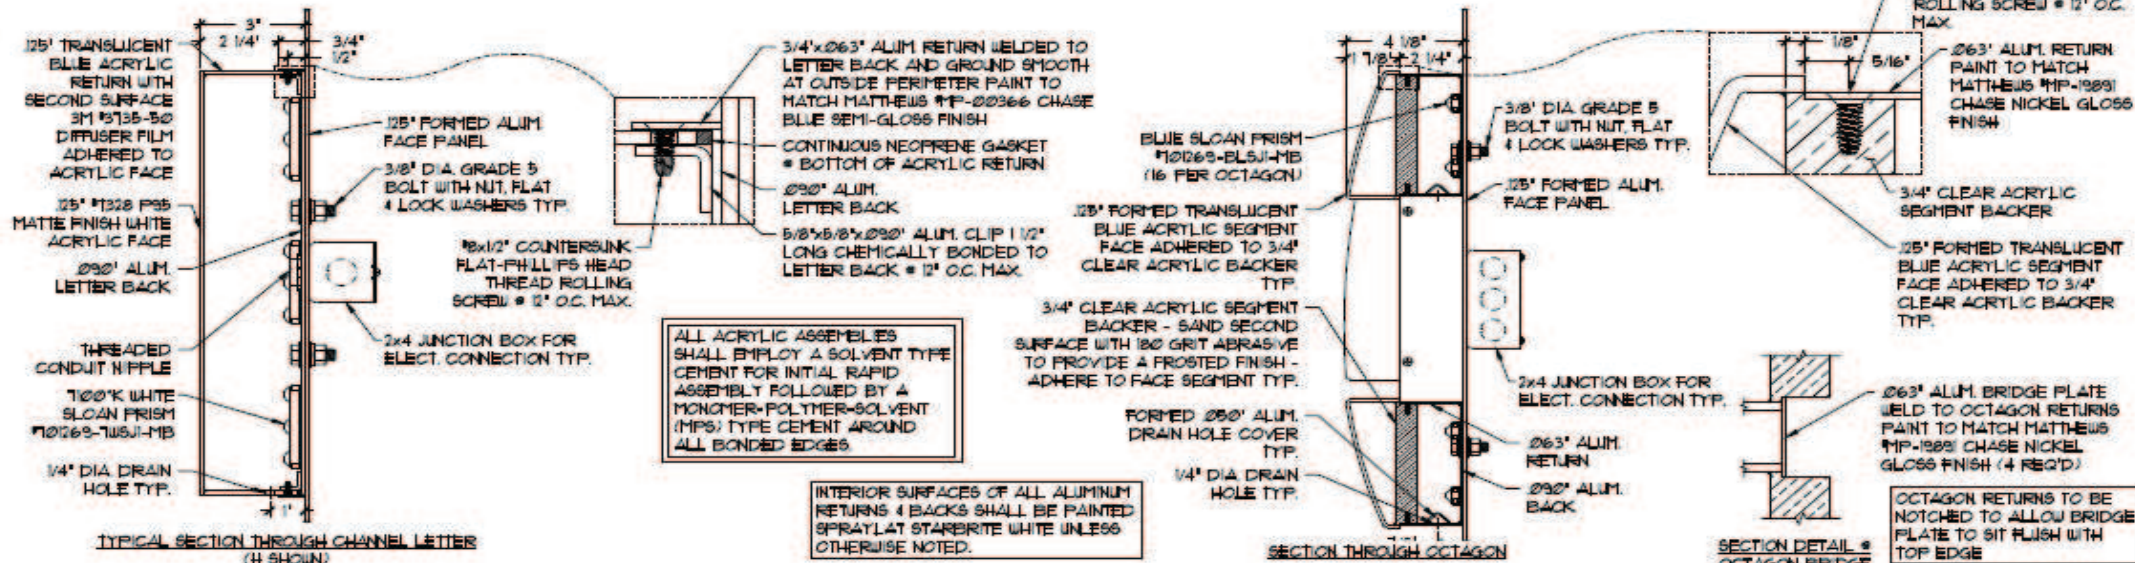 3"
2 1/4"
3/4"
1/2"
.125" TRANSLUCENT
BLUE ACRYLIC
RETURN WITH
SECOND SURFACE
3M #3735-50
DIFFUSER FILM
ADHERED TO
ACRYLIC FACE
.125" #7328 P95
MATTE FINISH WHITE
ACRYLIC FACE
.090" ALUM.
LETTER BACK
THREADED
CONDUIT NIPPLE
7100°K WHITE
SLOAN PRISM
#701269-7WSJ1-MB
1/4" DIA. DRAIN
HOLE TYP.
1"
.125" FORMED ALUM.
FACE PANEL
3/8" DIA. GRADE 5
BOLT WITH NUT, FLAT
& LOCK WASHERS TYP.
2x4 JUNCTION BOX FOR
ELECT. CONNECTION TYP.
TYPICAL SECTION THROUGH CHANNEL LETTER
(H SHOWN)
#8x1/2" COUNTERSUNK
FLAT-PHILLIPS HEAD
THREAD ROLLING
SCREW @ 12" O.C. MAX.
3/4"x.063" ALUM. RETURN WELDED TO
LETTER BACK AND GROUND SMOOTH
AT OUTSIDE PERIMETER PAINT TO
MATCH MATTHEWS #MP-00366 CHASE
BLUE SEMI-GLOSS FINISH
CONTINUOUS NEOPRENE GASKET
@ BOTTOM OF ACRYLIC RETURN
.090" ALUM.
LETTER BACK
5/8"x5/8"x.090" ALUM. CLIP 1 1/2"
LONG CHEMICALLY BONDED TO
LETTER BACK @ 12" O.C. MAX.
ALL ACRYLIC ASSEMBLIES
SHALL EMPLOY A SOLVENT TYPE
CEMENT FOR INITIAL RAPID
ASSEMBLY FOLLOWED BY A
MONOMER-POLYMER-SOLVENT
(MPS) TYPE CEMENT AROUND
ALL BONDED EDGES.
INTERIOR SURFACES OF ALL ALUMINUM
RETURNS & BACKS SHALL BE PAINTED
SPRAYLAT STARBRITE WHITE UNLESS
OTHERWISE NOTED.
4 1/8"
1 7/8"
2 1/4"
BLUE SLOAN PRISM
#701269-BLSJ1-MB
(16 PER OCTAGON)
.125" FORMED TRANSLUCENT
BLUE ACRYLIC SEGMENT
FACE ADHERED TO 3/4"
CLEAR ACRYLIC BACKER
TYP.
3/4" CLEAR ACRYLIC SEGMENT
BACKER - SAND SECOND
SURFACE WITH 180 GRIT ABRASIVE
TO PROVIDE A FROSTED FINISH -
ADHERE TO FACE SEGMENT TYP.
FORMED .050" ALUM.
DRAIN HOLE COVER
TYP.
1/4" DIA. DRAIN
HOLE TYP.
3/8" DIA. GRADE 5
BOLT WITH NUT, FLAT
& LOCK WASHERS TYP.
.125" FORMED ALUM.
FACE PANEL
2x4 JUNCTION BOX FOR
ELECT. CONNECTION TYP.
.063" ALUM.
RETURN
.090" ALUM.
BACK
SECTION THROUGH OCTAGON
ROLLING SCREW @ 12" O.C.
MAX.
1/8"
5/16"
.063" ALUM. RETURN
PAINT TO MATCH
MATTHEWS #MP-19891
CHASE NICKEL GLOSS
FINISH
3/4" CLEAR ACRYLIC
SEGMENT BACKER
.125" FORMED TRANSLUCENT
BLUE ACRYLIC SEGMENT
FACE ADHERED TO 3/4"
CLEAR ACRYLIC BACKER
TYP.
.063" ALUM. BRIDGE PLATE
WELD TO OCTAGON RETURNS
PAINT TO MATCH MATTHEWS
#MP-19891 CHASE NICKEL
GLOSS FINISH (4 REQ'D)
OCTAGON RETURNS TO BE
NOTCHED TO ALLOW BRIDGE
PLATE TO SIT FLUSH WITH
TOP EDGE
SECTION DETAIL @
OCTAGON BRIDGE